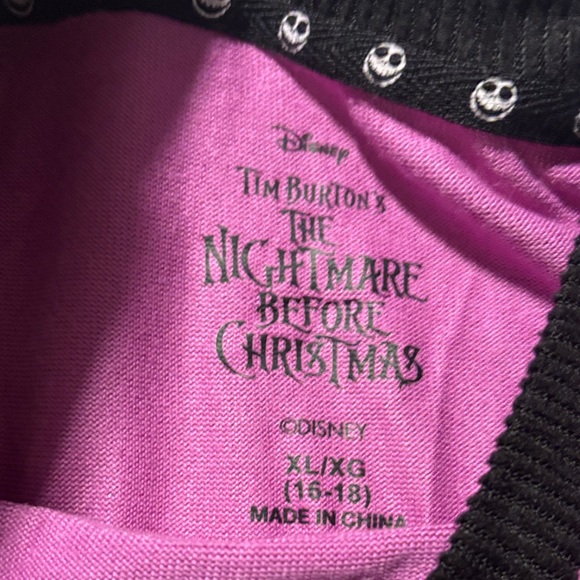 Disney
TIM BURTON'S
THE
NIGHTMARE
BEFORE
CHRISTMAS
©DISNEY
XL/XG
(16-18)
MADE IN CHINA